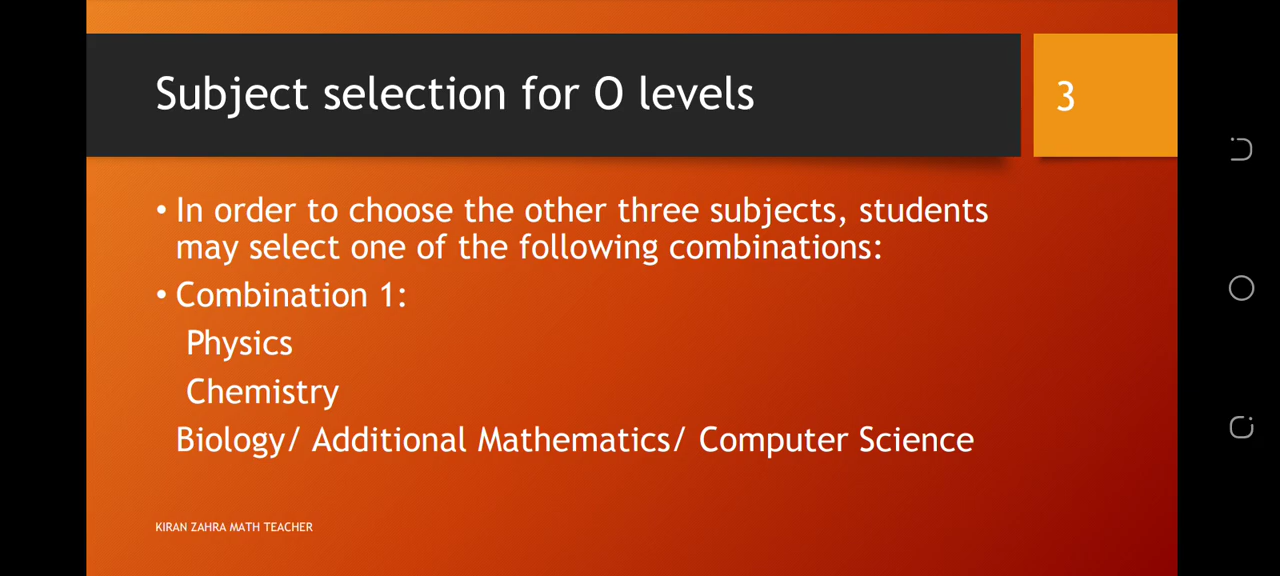 Subject selection for O levels
3
• In order to choose the other three subjects, students
may select one of the following combinations:
• Combination 1:
Physics
Chemistry
Biology/ Additional Mathematics/ Computer Science
KIRAN ZAHRA MATH TEACHER